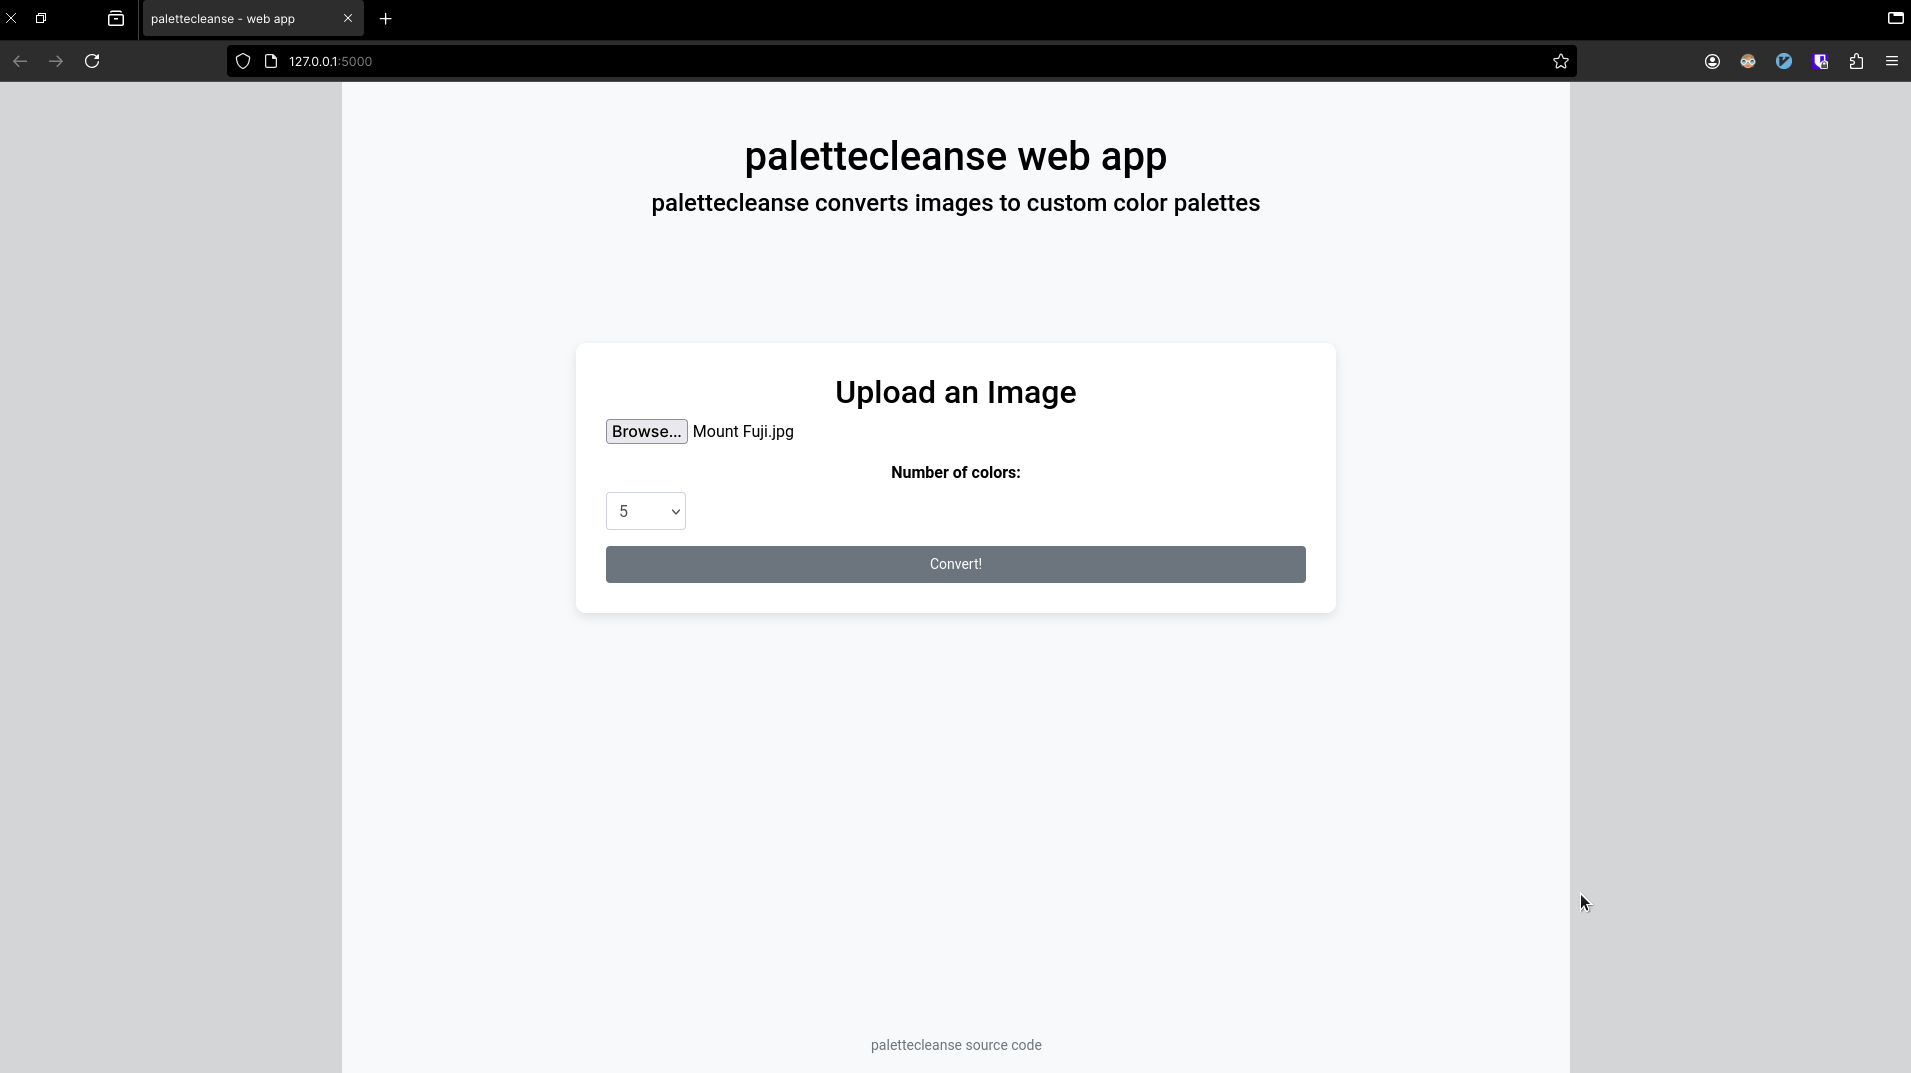 palettecleanse - web app
127.0.0.1:5000
palettecleanse web app
palettecleanse converts images to custom color palettes
Upload an Image
Browse... Mount Fuji.jpg
Number of colors:
5
Convert!
palettecleanse source code